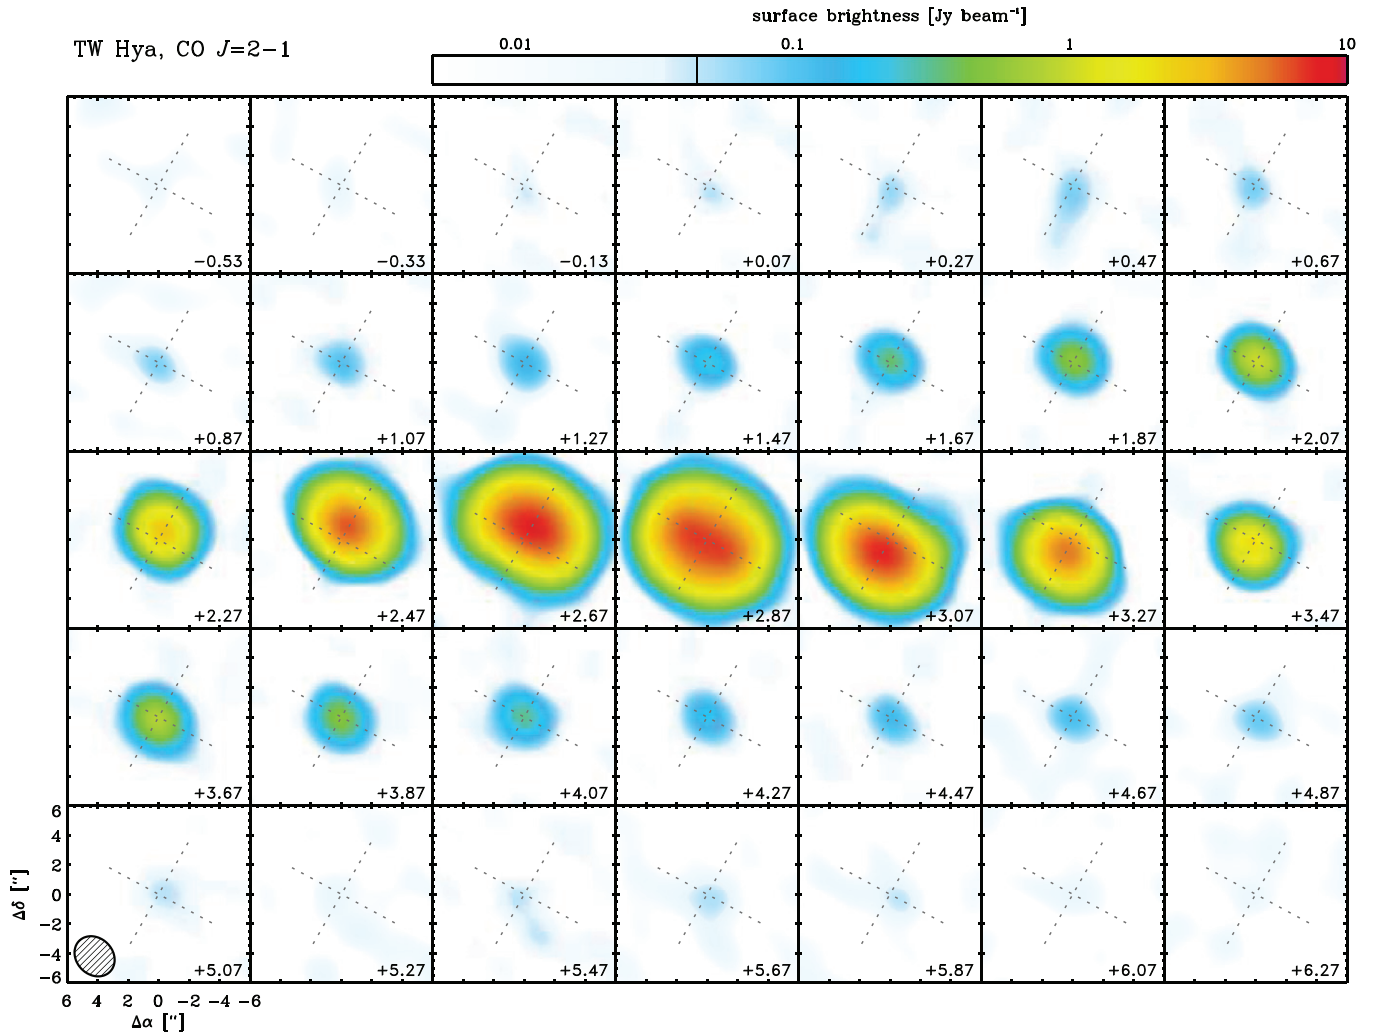 surface brightness [Jy beam⁻¹]
TW Hya, CO J=2−1
0.01 0.1 1 10
−0.53 −0.33 −0.13 +0.07 +0.27 +0.47 +0.67
+0.87 +1.07 +1.27 +1.47 +1.67 +1.87 +2.07
+2.27 +2.47 +2.67 +2.87 +3.07 +3.27 +3.47
+3.67 +3.87 +4.07 +4.27 +4.47 +4.67 +4.87
6
4
2
0
−2
−4
−6
Δδ ["]
+5.07 +5.27 +5.47 +5.67 +5.87 +6.07 +6.27
6 4 2 0 −2 −4 −6
Δα ["]